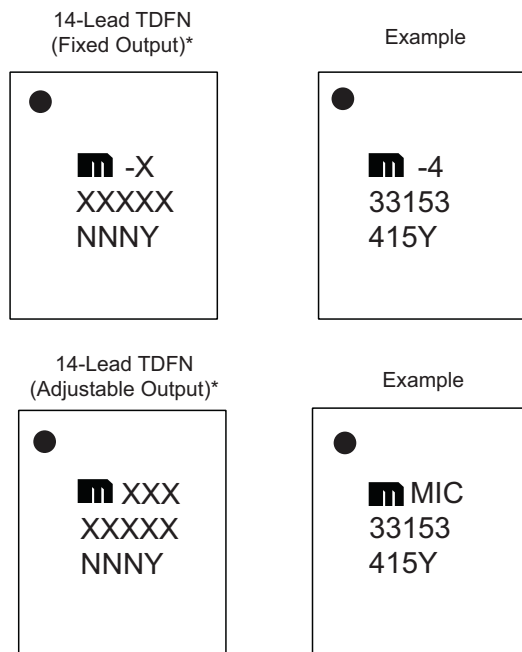 14-Lead TDFN
(Fixed Output)*
Example
m -X
XXXXX
NNNY
m -4
33153
415Y
14-Lead TDFN
(Adjustable Output)*
Example
m XXX
XXXXX
NNNY
m MIC
33153
415Y